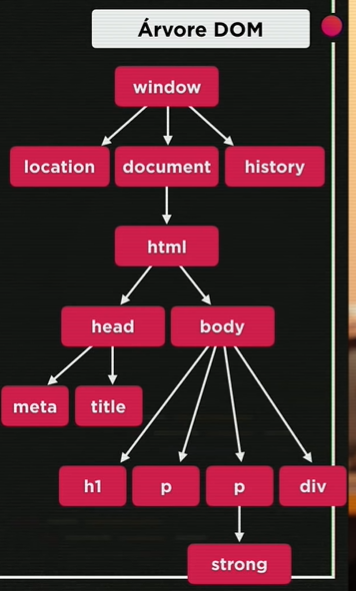 Árvore DOM
window
location document history
html
head body
meta title
h1 p p div
strong